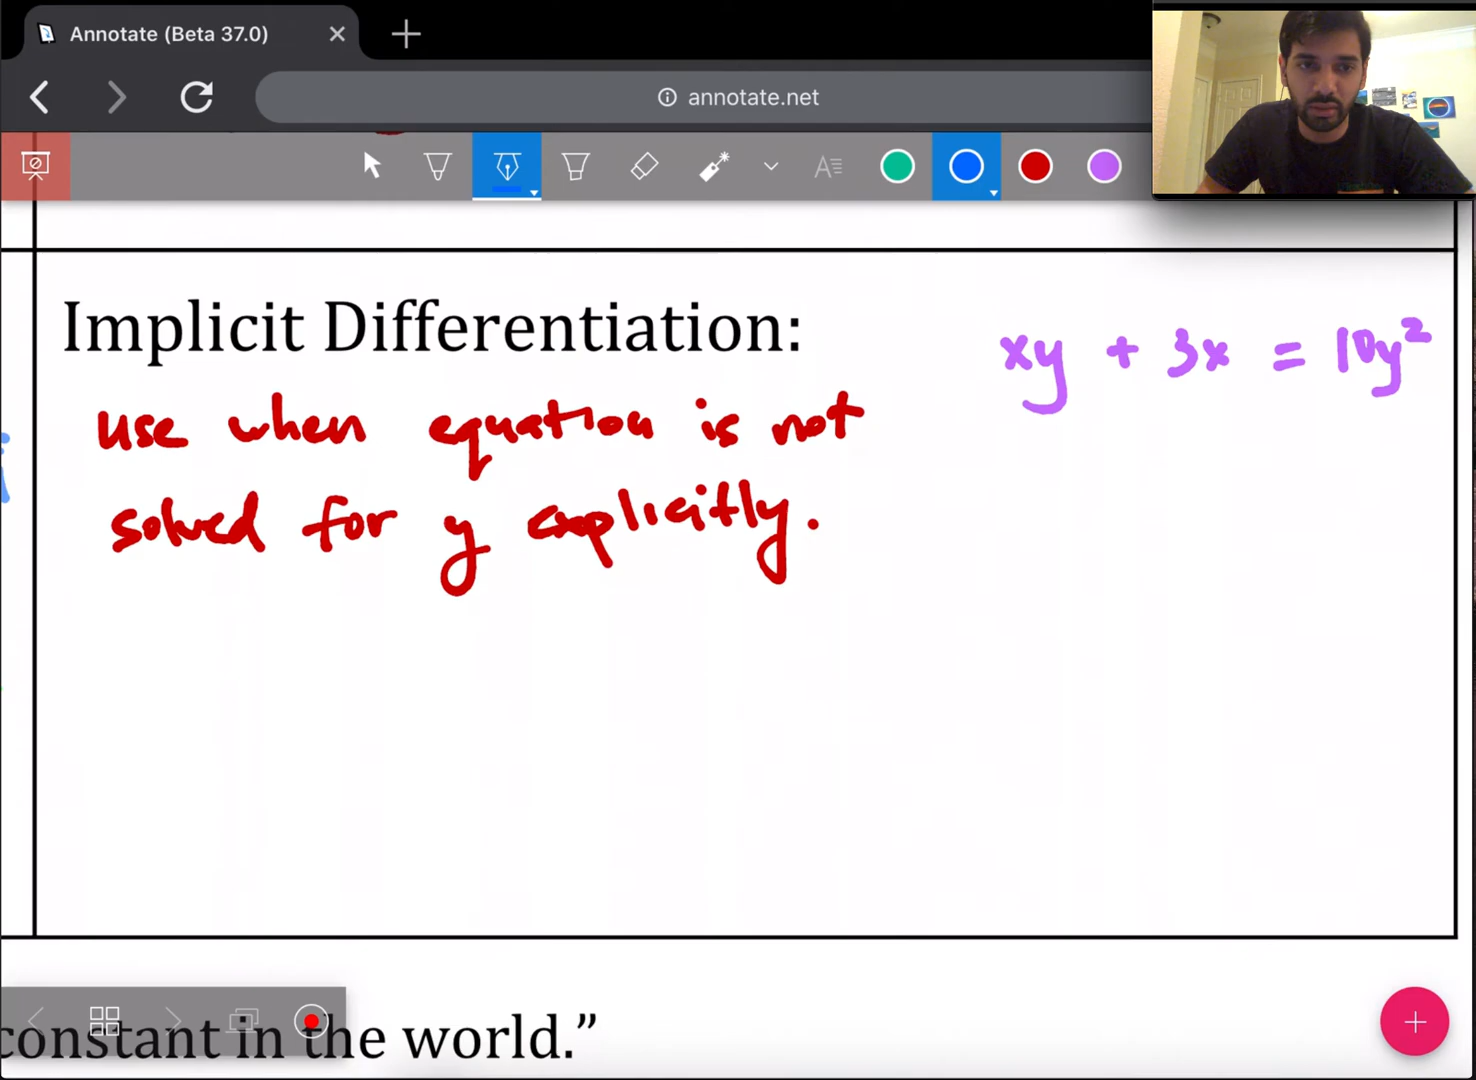 Annotate (Beta 37.0)
annotate.net
Implicit Differentiation:
xy + 3x = 10y²
use when equation is not
solved for y explicitly.
constant in the world.”